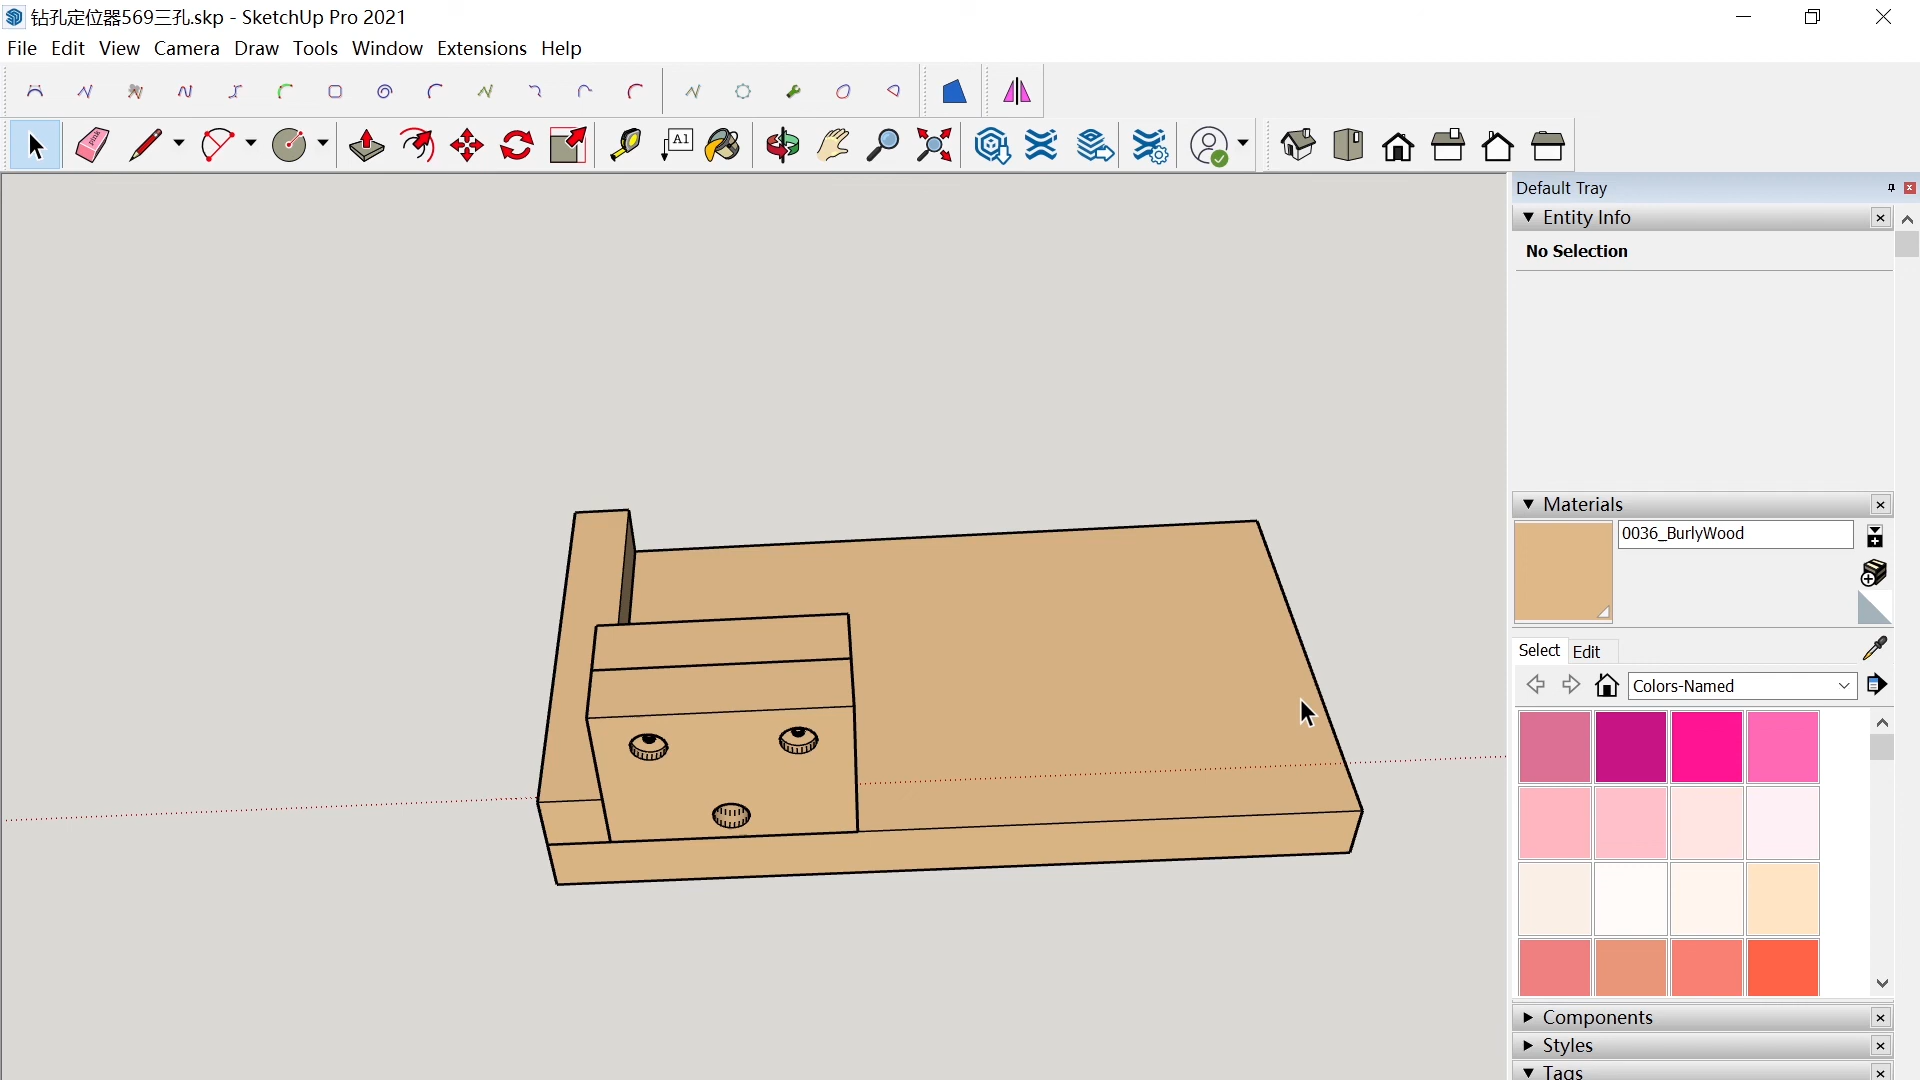 钻孔定位器569三孔.skp - SketchUp Pro 2021
File Edit View Camera Draw Tools Window Extensions Help
A1
Default Tray
Entity Info
No Selection
Materials
0036_BurlyWood
Select Edit
Colors-Named
Components
Styles
Tags